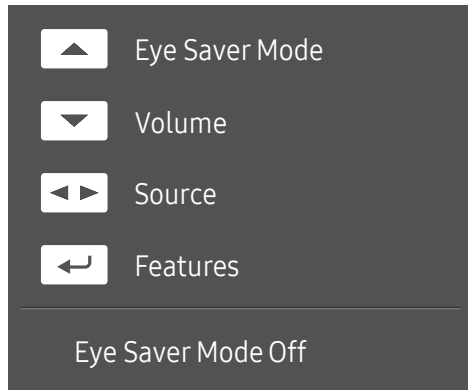 Eye Saver Mode
Volume
Source
Features
Eye Saver Mode Off